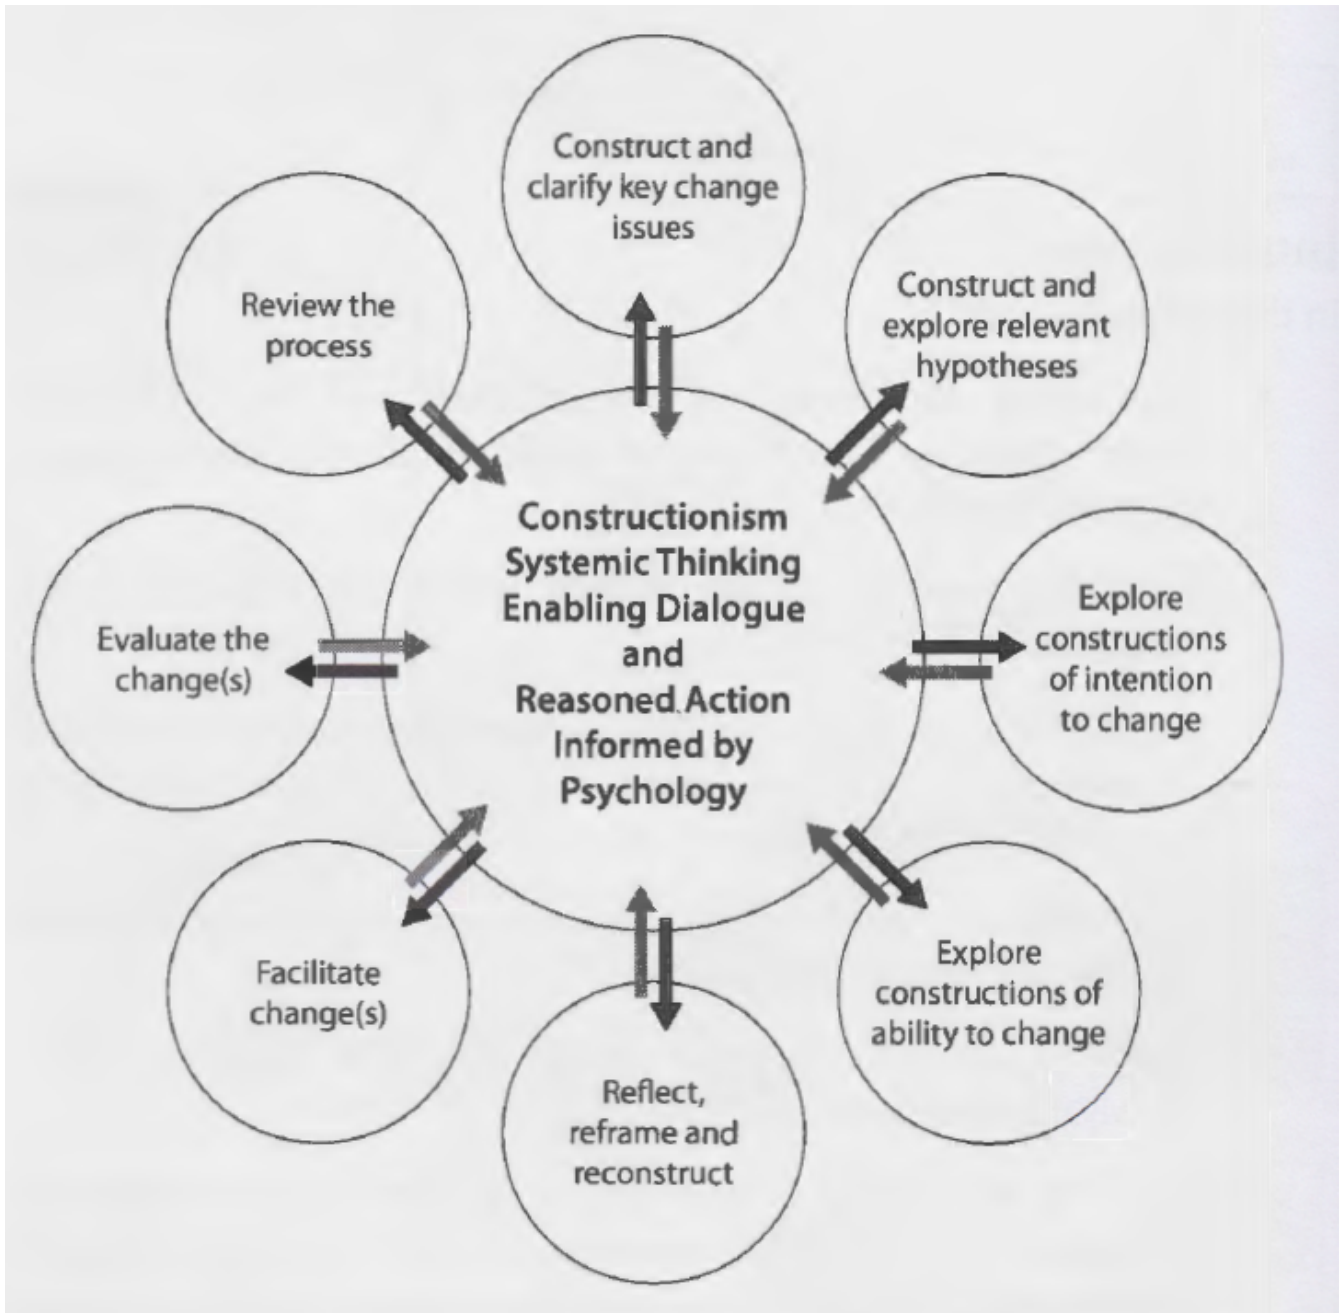 Construct and
clarify key change
issues
Construct and
explore relevant
hypotheses
Explore
constructions
of intention
to change
Explore
constructions of
ability to change
Reflect,
reframe and
reconstruct
Facilitate
change(s)
Evaluate the
change(s)
Review the
process
Constructionism
Systemic Thinking
Enabling Dialogue
and
Reasoned Action
Informed by
Psychology